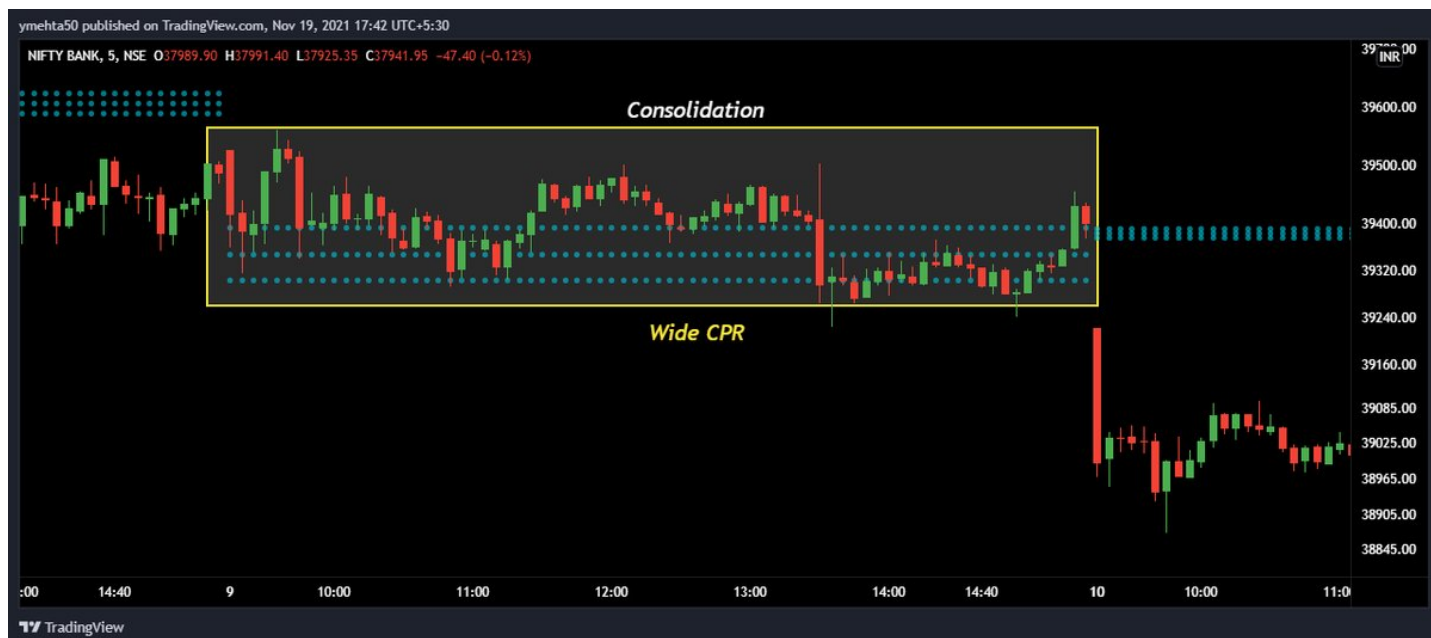 ymehta50 published on TradingView.com, Nov 19, 2021 17:42 UTC+5:30
NIFTY BANK, 5, NSE O37989.90 H37991.40 L37925.35 C37941.95 −47.40 (−0.12%)
INR
Consolidation
39600.00
39500.00
39400.00
39320.00
39240.00
Wide CPR
39160.00
39085.00
39025.00
38965.00
38905.00
38845.00
:00 14:40 9 10:00 11:00 12:00 13:00 14:00 14:40 10 10:00 11:0
TradingView